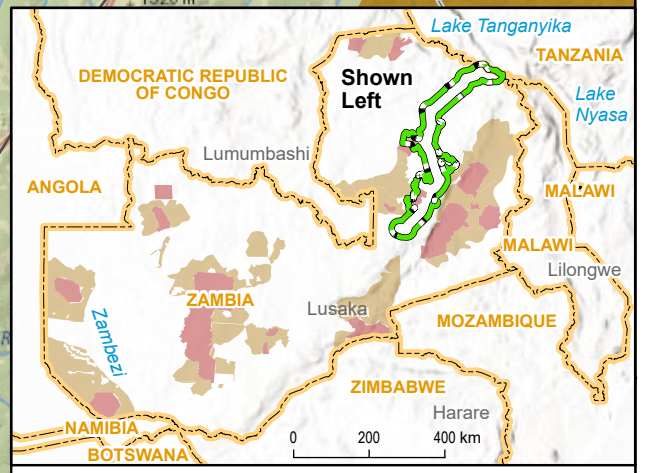 1320 m
Lake Tanganyika
TANZANIA
DEMOCRATIC REPUBLIC
OF CONGO
Shown
Left
Lake
Nyasa
Lumumbashi
ANGOLA
MALAWI
MALAWI
Lilongwe
ZAMBIA
Lusaka
Zambezi
MOZAMBIQUE
ZIMBABWE
NAMIBIA
Harare
BOTSWANA
0 200 400 km